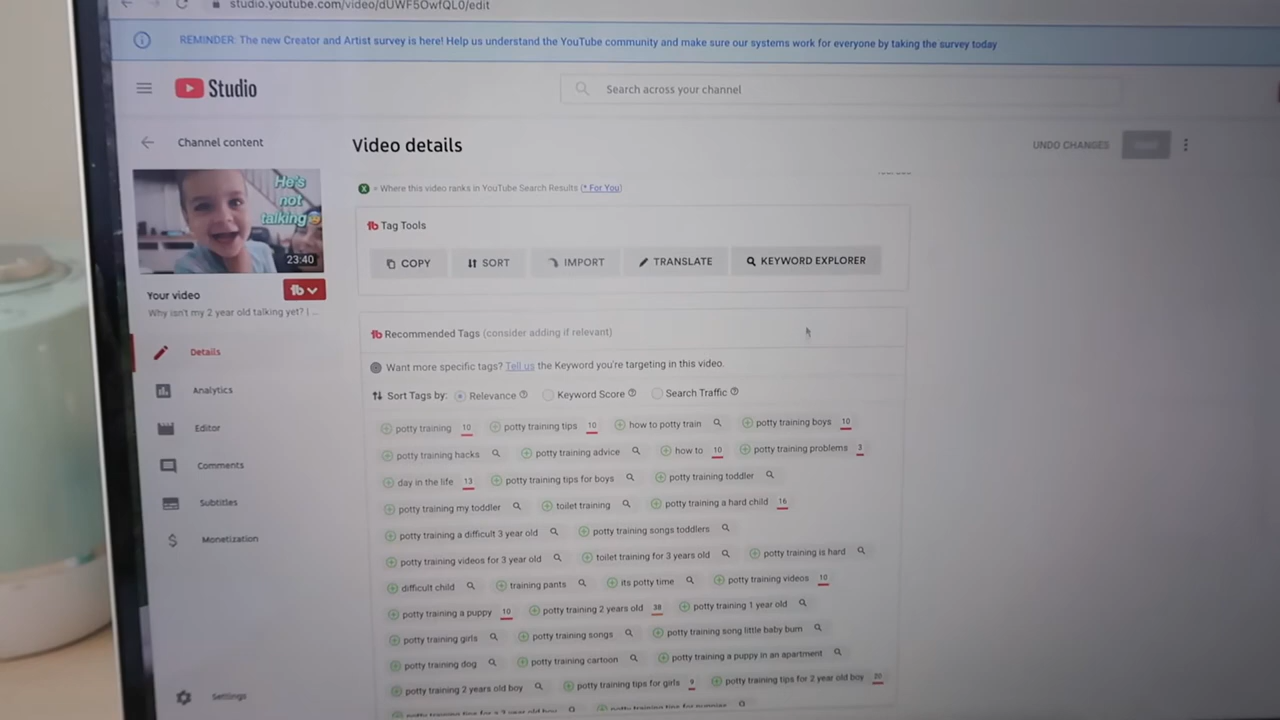 studio.youtube.com/video/dUWF5OwfQL0/edit
REMINDER: The new Creator and Artist survey is here! Help us understand the YouTube community and make sure our systems work for everyone by taking the survey today
Studio
Search across your channel
Channel content
Video details
UNDO CHANGES
He's
not
talking
23:40
X = Where this video ranks in YouTube Search Results (* For You)
Tag Tools
COPY SORT IMPORT TRANSLATE KEYWORD EXPLORER
Your video
Why isn't my 2 year old talking yet? | ...
Recommended Tags (consider adding if relevant)
Want more specific tags? Tell us the Keyword you're targeting in this video.
Sort Tags by: Relevance Keyword Score Search Traffic
Details
Analytics
Editor
Comments
Subtitles
Monetization
Settings
potty training 10 potty training tips 10 how to potty train potty training boys 10
potty training hacks potty training advice how to 10 potty training problems 3
day in the life 13 potty training tips for boys potty training toddler
potty training my toddler toilet training potty training a hard child 16
potty training a difficult 3 year old potty training songs toddlers
potty training videos for 3 year old toilet training for 3 years old potty training is hard
difficult child training pants its potty time potty training videos 10
potty training a puppy 10 potty training 2 years old 38 potty training 1 year old
potty training girls potty training songs potty training song little baby bum
potty training dog potty training cartoon potty training a puppy in an apartment
potty training 2 years old boy potty training tips for girls 9 potty training tips for 2 year old boy